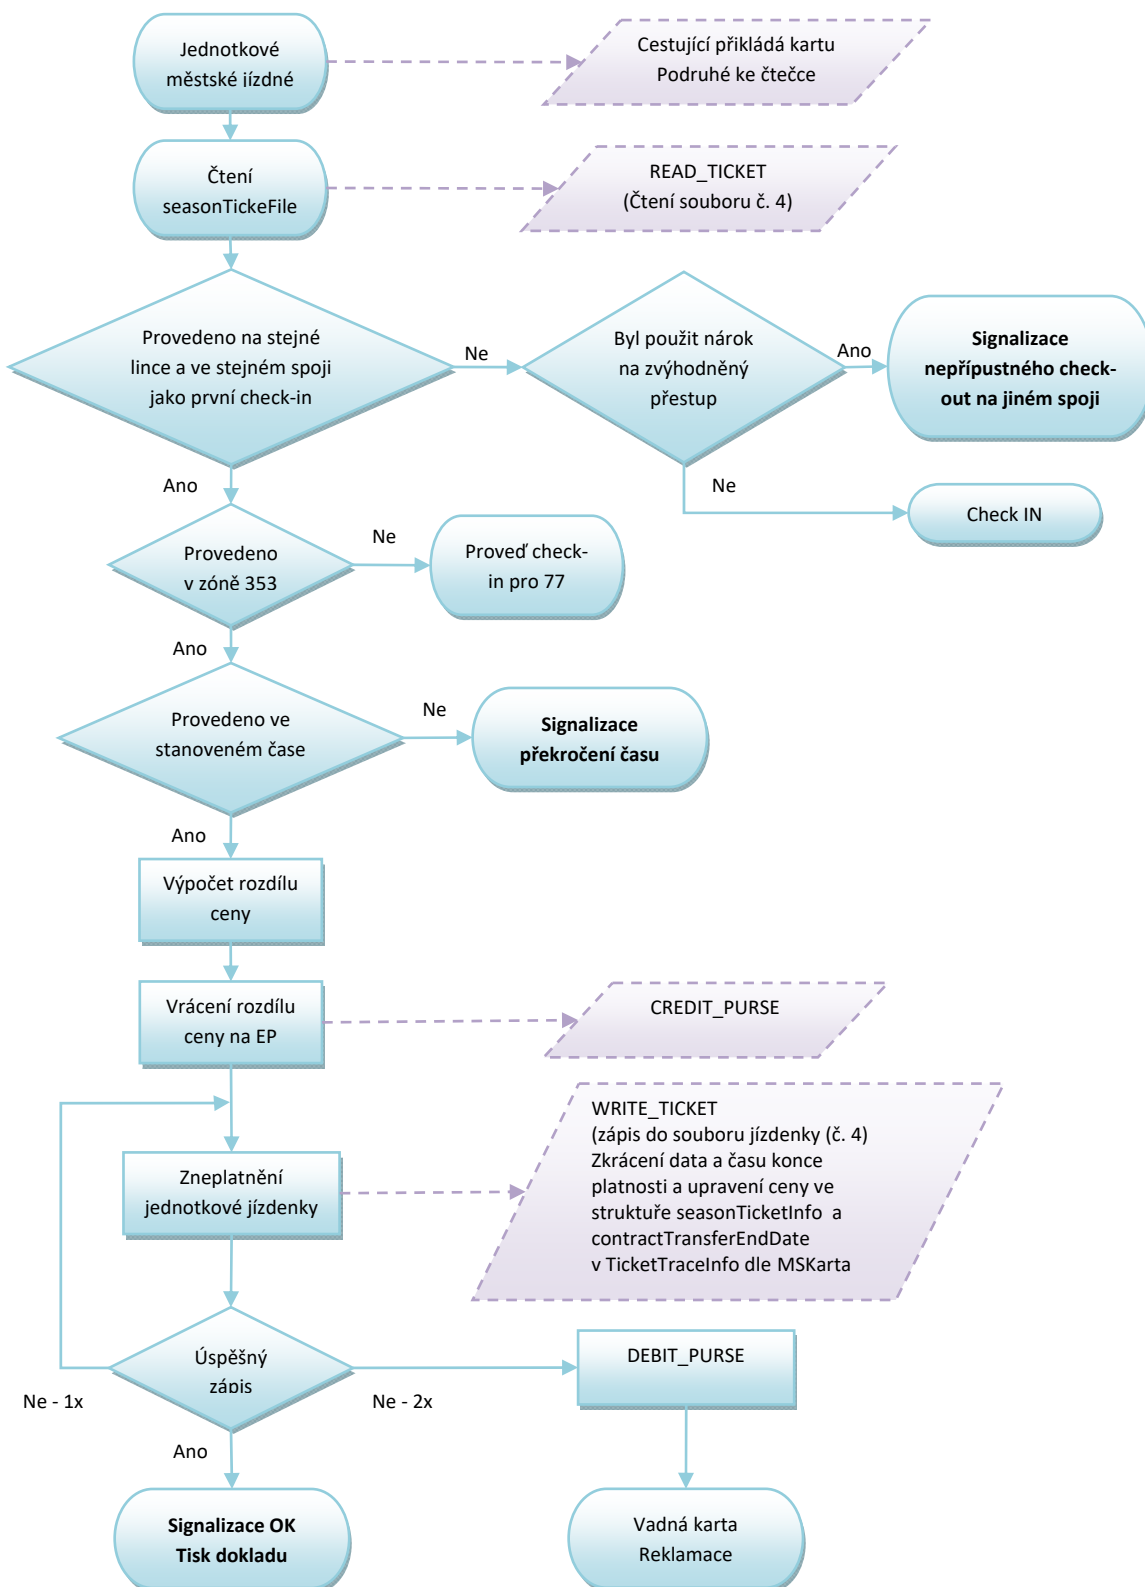 Jednotkové
městské jízdné
Cestující přikládá kartu
Podruhé ke čtečce
Čtení
seasonTickeFile
READ_TICKET
(Čtení souboru č. 4)
Provedeno na stejné
lince a ve stejném spoji
jako první check-in
Ne
Byl použit nárok
na zvýhodněný
přestup
Ano
Signalizace
nepřípustného check-
out na jiném spoji
Ano
Ne
Check IN
Provedeno
v zóně 353
Ne
Proveď check-
in pro 77
Ano
Provedeno ve
stanoveném čase
Ne
Signalizace
překročení času
Ano
Výpočet rozdílu
ceny
Vrácení rozdílu
ceny na EP
CREDIT_PURSE
WRITE_TICKET
(zápis do souboru jízdenky (č. 4)
Zkrácení data a času konce
platnosti a upravení ceny ve
struktuře seasonTicketInfo a
contractTransferEndDate
v TicketTraceInfo dle MSKarta
Zneplatnění
jednotkové jízdenky
Úspěšný
zápis
Ne - 1x
Ne - 2x
DEBIT_PURSE
Ano
Signalizace OK
Tisk dokladu
Vadná karta
Reklamace